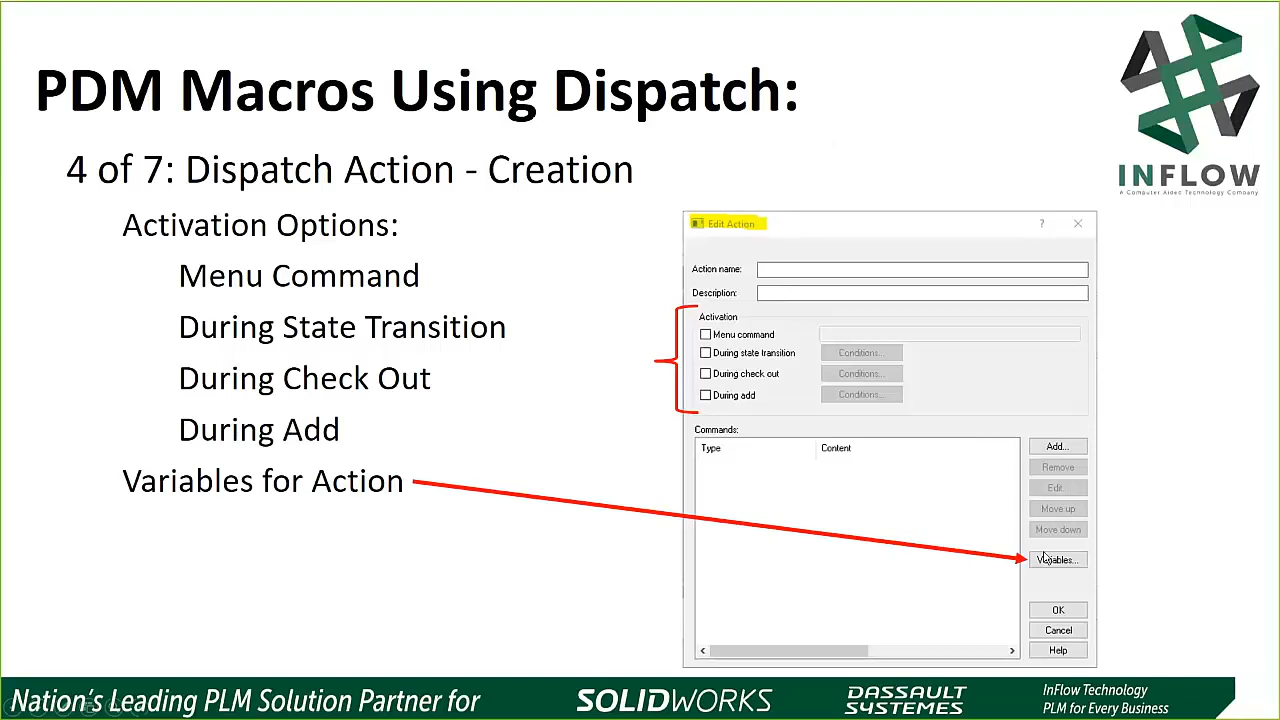 PDM Macros Using Dispatch:
INFLOW
A Computer Aided Technology Company
4 of 7: Dispatch Action - Creation
Activation Options:
Menu Command
During State Transition
During Check Out
During Add
Variables for Action
Edit Action
?
Action name:
Description:
Activation
Menu command
During state transition
Conditions...
During check out
Conditions...
During add
Conditions...
Commands:
Type
Content
Add...
Remove
Edit
Move up
Move down
Variables...
OK
Cancel
Help
Nation's Leading PLM Solution Partner for
SOLIDWORKS
DASSAULT
SYSTEMES
InFlow Technology
PLM for Every Business